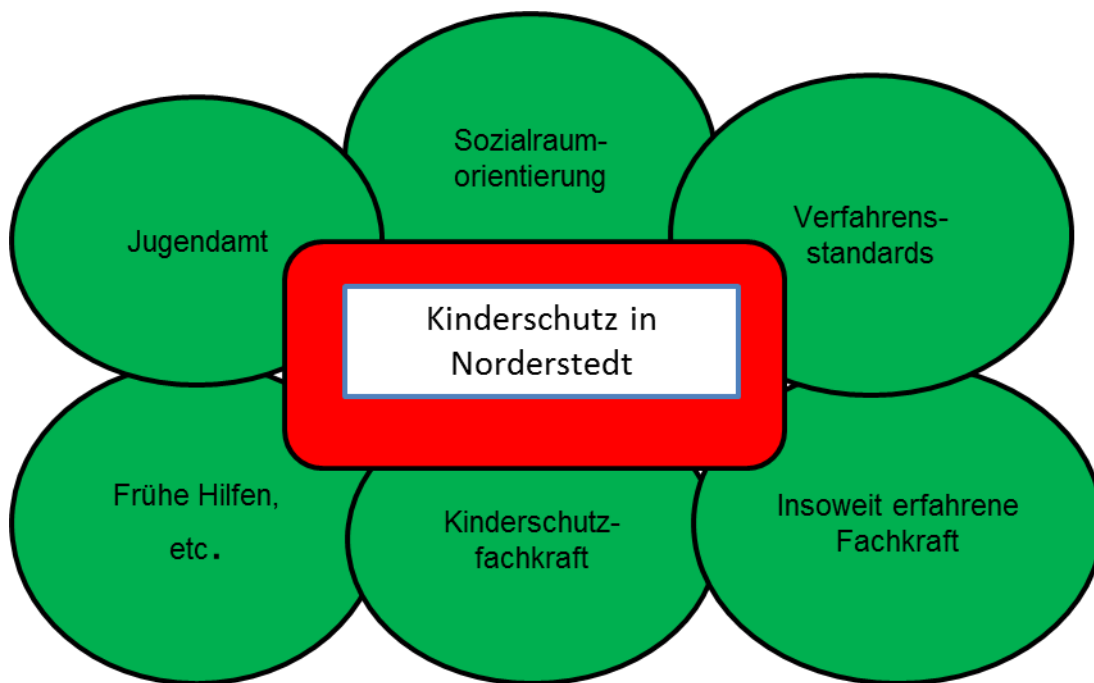 Sozialraum-
orientierung
Jugendamt
Verfahrens-
standards
Kinderschutz in
Norderstedt
Frühe Hilfen,
etc.
Kinderschutz-
fachkraft
Insoweit erfahrene
Fachkraft